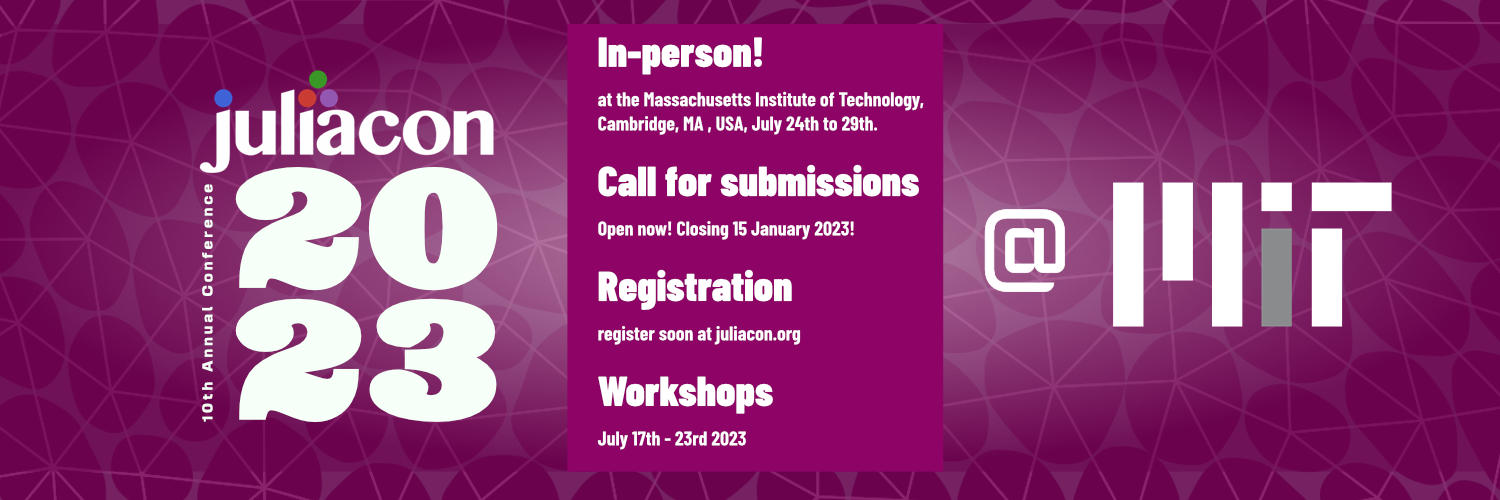 juliacon
20
23
10th Annual Conference
In-person!
at the Massachusetts Institute of Technology,
Cambridge, MA , USA, July 24th to 29th.
Call for submissions
Open now! Closing 15 January 2023!
Registration
register soon at juliacon.org
Workshops
July 17th - 23rd 2023
@ MiT